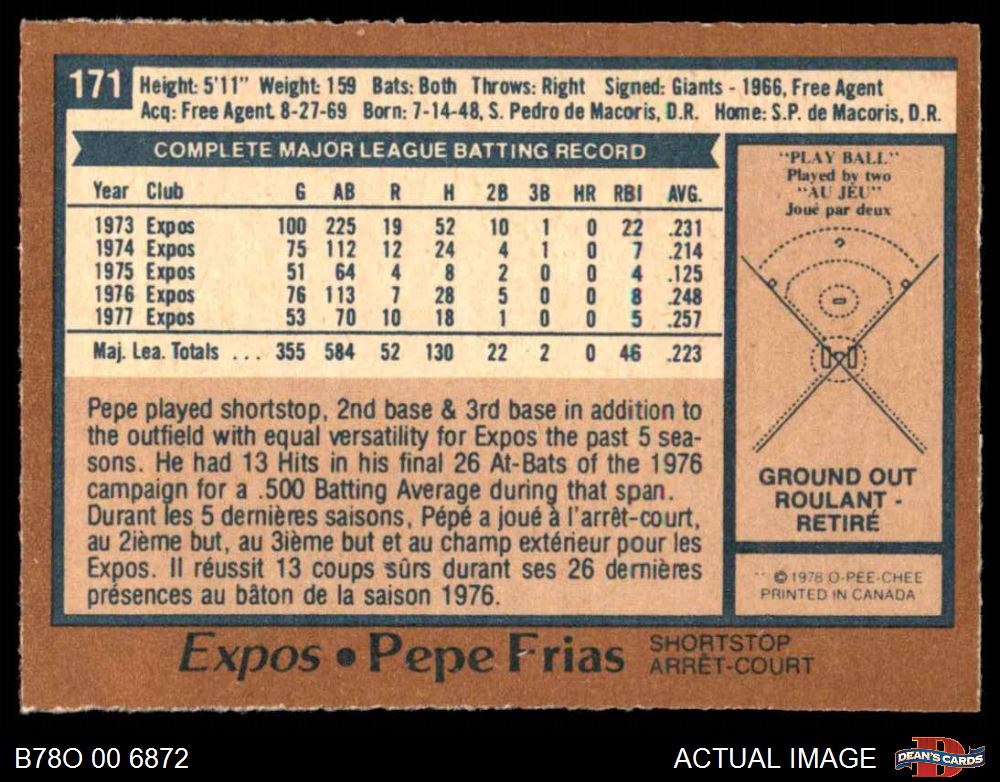 171 Height: 5'11" Weight: 159 Bats: Both Throws: Right Signed: Giants - 1966, Free Agent
Acq: Free Agent 8-27-69 Born: 7-14-48, S. Pedro de Macoris, D.R. Home: S.P. de Macoris, D.R.
COMPLETE MAJOR LEAGUE BATTING RECORD
Year Club G AB R H 2B 3B HR RBI AVG.
1973 Expos 100 225 19 52 10 1 0 22 .231
1974 Expos 75 112 12 24 4 1 0 7 .214
1975 Expos 51 64 4 8 2 0 0 4 .125
1976 Expos 76 113 7 28 5 0 0 8 .248
1977 Expos 53 70 10 18 1 0 0 5 .257
Maj. Lea. Totals ... 355 584 52 130 22 2 0 46 .223
Pepe played shortstop, 2nd base & 3rd base in addition to
the outfield with equal versatility for Expos the past 5 sea-
sons. He had 13 Hits in his final 26 At-Bats of the 1976
campaign for a .500 Batting Average during that span.
Durant les 5 dernières saisons, Pépé a joué à l'arrêt-court,
au 2ième but, au 3ième but et au champ extérieur pour les
Expos. Il réussit 13 coups sûrs durant ses 26 dernières
présences au bâton de la saison 1976.
"PLAY BALL"
Played by two
"AU JEU"
Joué par deux
GROUND OUT
ROULANT -
RETIRÉ
© 1978 O-PEE-CHEE
PRINTED IN CANADA
Expos • Pepe Frias SHORTSTOP
ARRÊT-COURT
B78O 00 6872
ACTUAL IMAGE
DEAN'S CARDS